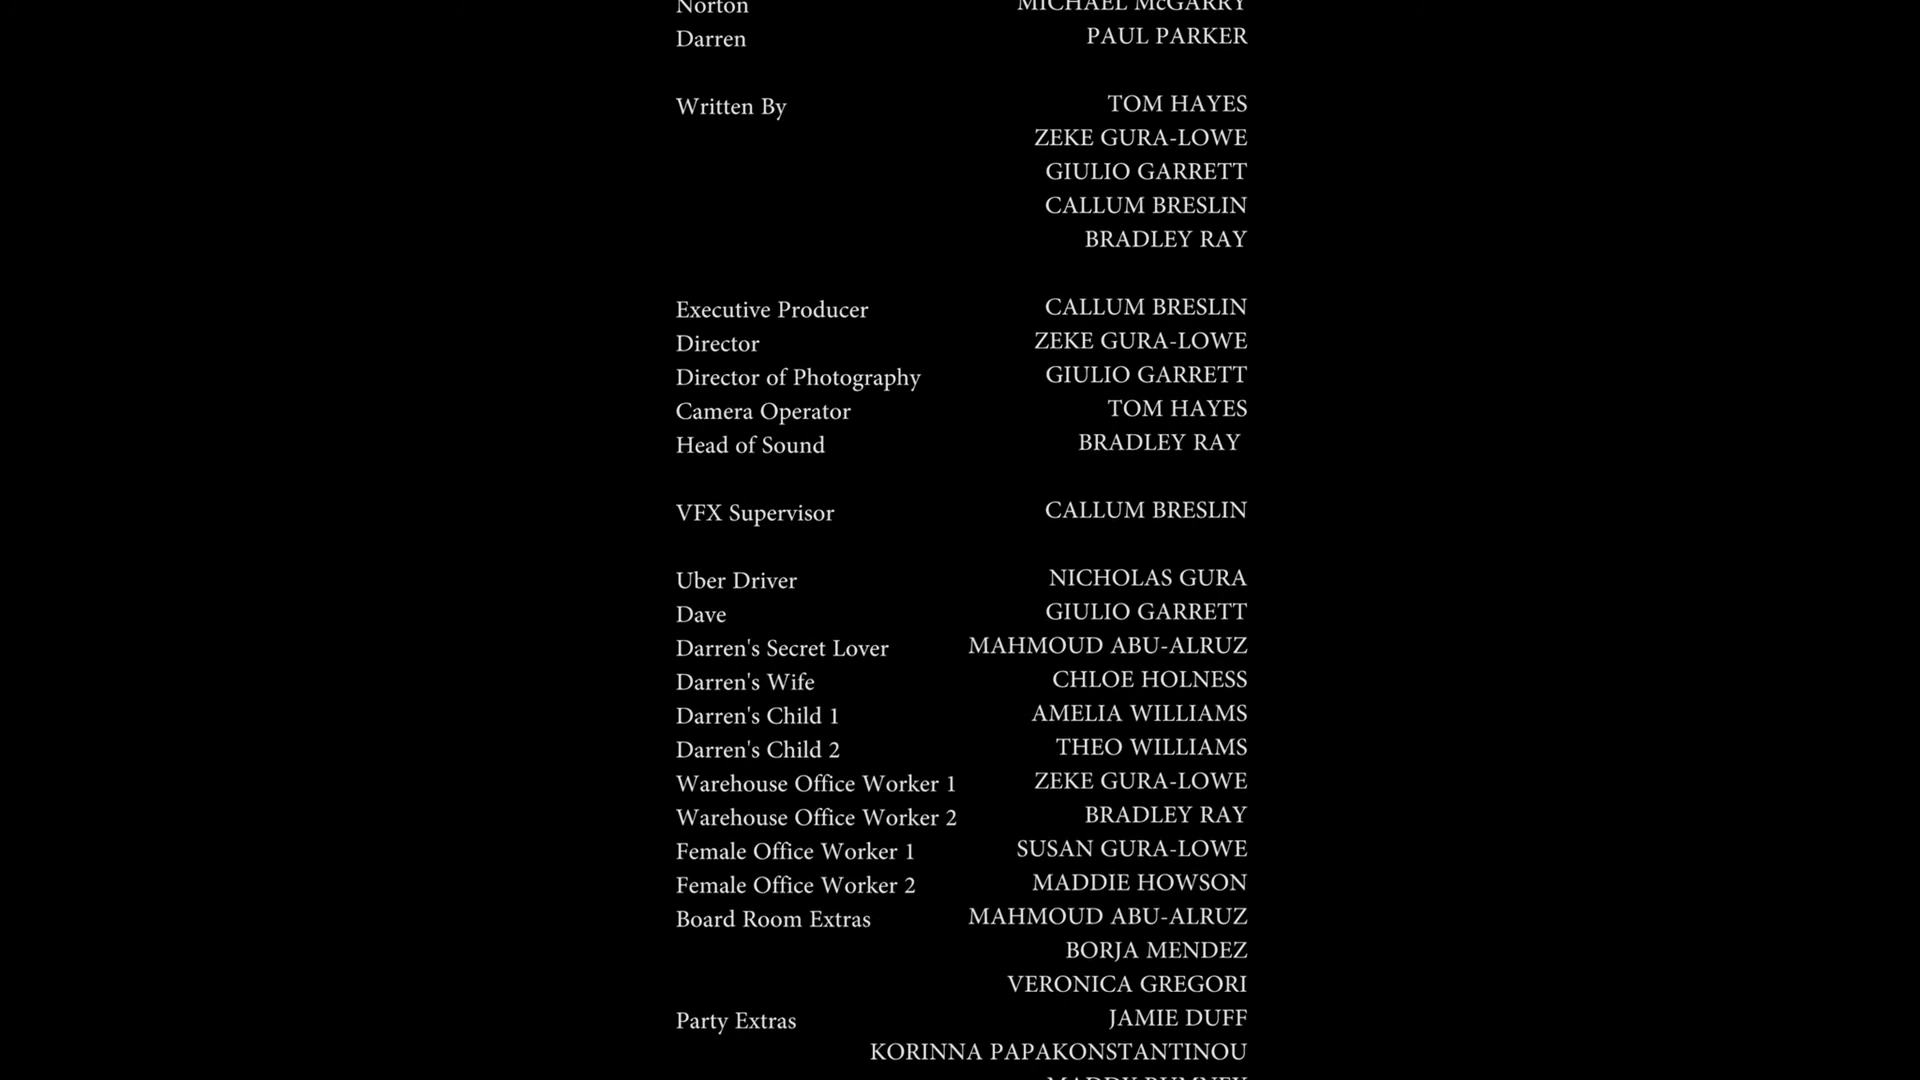 Norton MICHAEL McGARRY
Darren PAUL PARKER
Written By TOM HAYES
ZEKE GURA-LOWE
GIULIO GARRETT
CALLUM BRESLIN
BRADLEY RAY
Executive Producer CALLUM BRESLIN
Director ZEKE GURA-LOWE
Director of Photography GIULIO GARRETT
Camera Operator TOM HAYES
Head of Sound BRADLEY RAY
VFX Supervisor CALLUM BRESLIN
Uber Driver NICHOLAS GURA
Dave GIULIO GARRETT
Darren's Secret Lover MAHMOUD ABU-ALRUZ
Darren's Wife CHLOE HOLNESS
Darren's Child 1 AMELIA WILLIAMS
Darren's Child 2 THEO WILLIAMS
Warehouse Office Worker 1 ZEKE GURA-LOWE
Warehouse Office Worker 2 BRADLEY RAY
Female Office Worker 1 SUSAN GURA-LOWE
Female Office Worker 2 MADDIE HOWSON
Board Room Extras MAHMOUD ABU-ALRUZ
BORJA MENDEZ
VERONICA GREGORI
Party Extras JAMIE DUFF
KORINNA PAPAKONSTANTINOU